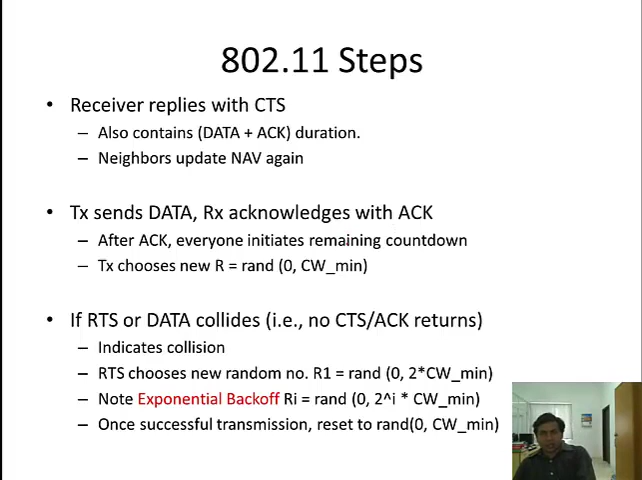 802.11 Steps
• Receiver replies with CTS
– Also contains (DATA + ACK) duration.
– Neighbors update NAV again
• Tx sends DATA, Rx acknowledges with ACK
– After ACK, everyone initiates remaining countdown
– Tx chooses new R = rand (0, CW_min)
• If RTS or DATA collides (i.e., no CTS/ACK returns)
– Indicates collision
– RTS chooses new random no. R1 = rand (0, 2*CW_min)
– Note Exponential Backoff Ri = rand (0, 2^i * CW_min)
– Once successful transmission, reset to rand(0, CW_min)